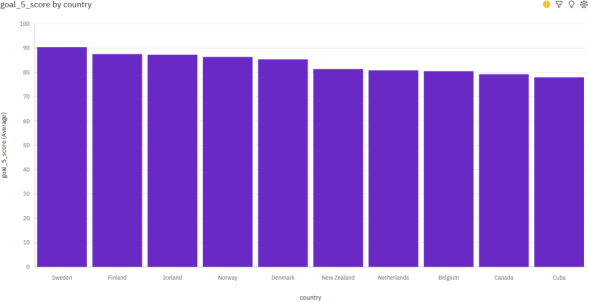 goal_5_score by country
100
90
80
70
60
50
40
30
20
10
0
goal_5_score (Average)
Sweden Finland Iceland Norway Denmark New Zealand Netherlands Belgium Canada Cuba
country